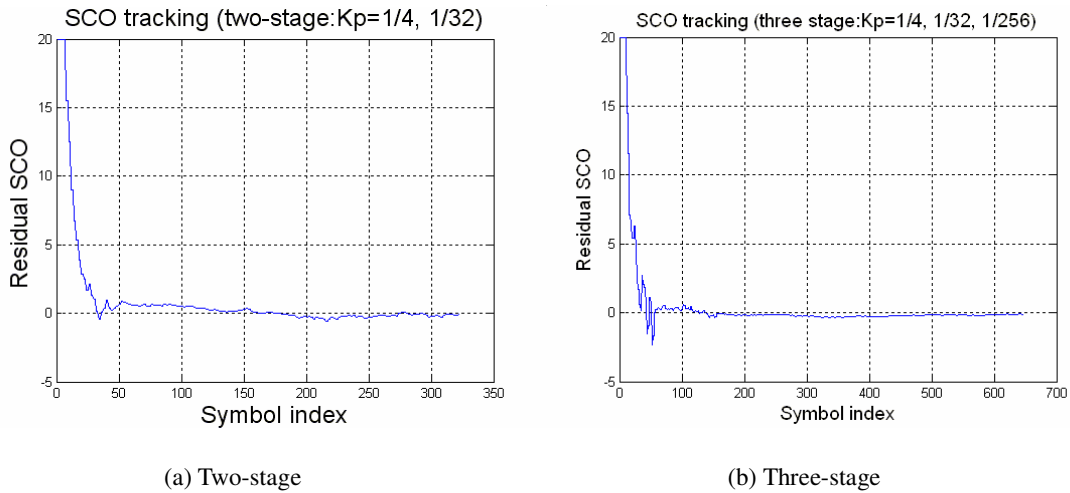 SCO tracking (two-stage:Kp=1/4, 1/32)
20
15
10
5
0
-5
Residual SCO
0 50 100 150 200 250 300 350
Symbol index
(a) Two-stage
SCO tracking (three stage:Kp=1/4, 1/32, 1/256)
20
15
10
5
0
-5
Residual SCO
0 100 200 300 400 500 600 700
Symbol index
(b) Three-stage